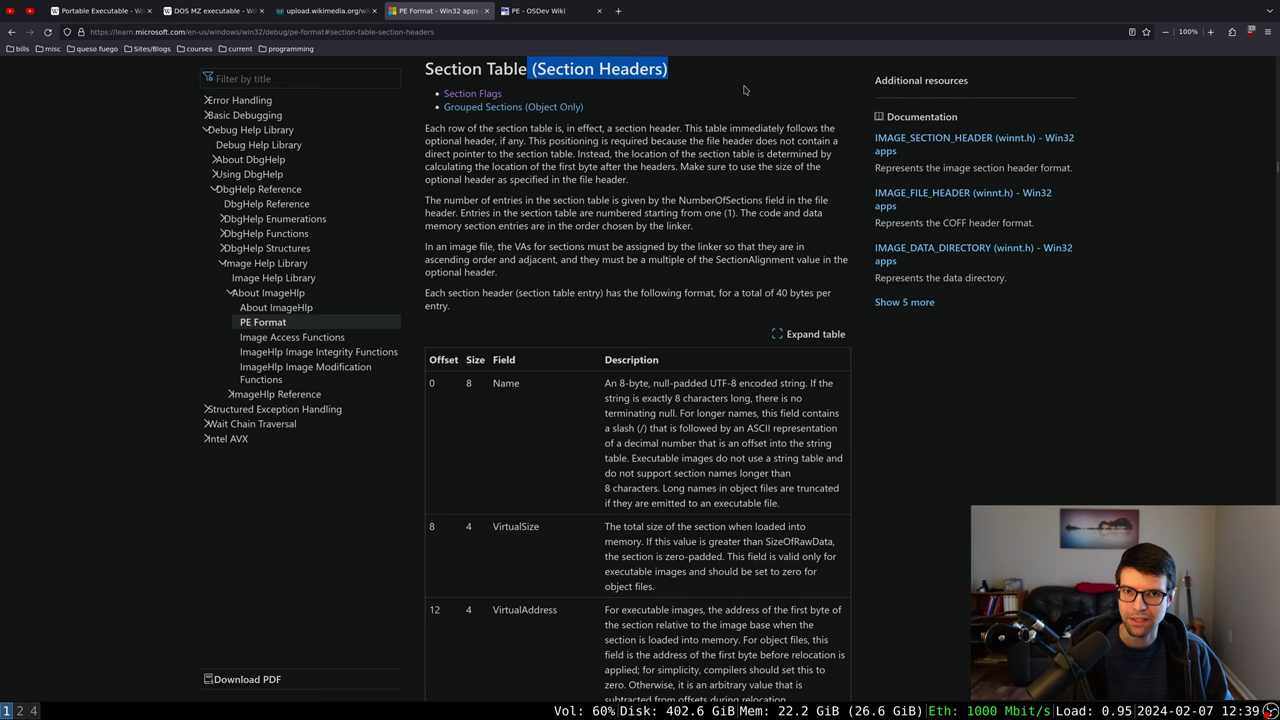 Portable Executable - Wi
DOS MZ executable - Wi
upload.wikimedia.org/wi
PE Format - Win32 apps
PE - OSDev Wiki
https://learn.microsoft.com/en-us/windows/win32/debug/pe-format#section-table-section-headers
100%
bills
misc
queso fuego
Sites/Blogs
courses
current
programming
Filter by title
Error Handling
Basic Debugging
Debug Help Library
Debug Help Library
About DbgHelp
Using DbgHelp
DbgHelp Reference
DbgHelp Reference
DbgHelp Enumerations
DbgHelp Functions
DbgHelp Structures
Image Help Library
Image Help Library
About ImageHlp
About ImageHlp
PE Format
Image Access Functions
ImageHlp Image Integrity Functions
ImageHlp Image Modification
Functions
ImageHlp Reference
Structured Exception Handling
Wait Chain Traversal
Intel AVX
Download PDF
Section Table (Section Headers)
• Section Flags
• Grouped Sections (Object Only)
Each row of the section table is, in effect, a section header. This table immediately follows the
optional header, if any. This positioning is required because the file header does not contain a
direct pointer to the section table. Instead, the location of the section table is determined by
calculating the location of the first byte after the headers. Make sure to use the size of the
optional header as specified in the file header.
The number of entries in the section table is given by the NumberOfSections field in the file
header. Entries in the section table are numbered starting from one (1). The code and data
memory section entries are in the order chosen by the linker.
In an image file, the VAs for sections must be assigned by the linker so that they are in
ascending order and adjacent, and they must be a multiple of the SectionAlignment value in the
optional header.
Each section header (section table entry) has the following format, for a total of 40 bytes per
entry.
Expand table
Offset Size Field Description
0 8 Name An 8-byte, null-padded UTF-8 encoded string. If the
string is exactly 8 characters long, there is no
terminating null. For longer names, this field contains
a slash (/) that is followed by an ASCII representation
of a decimal number that is an offset into the string
table. Executable images do not use a string table and
do not support section names longer than
8 characters. Long names in object files are truncated
if they are emitted to an executable file.
8 4 VirtualSize The total size of the section when loaded into
memory. If this value is greater than SizeOfRawData,
the section is zero-padded. This field is valid only for
executable images and should be set to zero for
object files.
12 4 VirtualAddress For executable images, the address of the first byte of
the section relative to the image base when the
section is loaded into memory. For object files, this
field is the address of the first byte before relocation is
applied; for simplicity, compilers should set this to
zero. Otherwise, it is an arbitrary value that is
subtracted from offsets during relocation.
Additional resources
Documentation
IMAGE_SECTION_HEADER (winnt.h) - Win32
apps
Represents the image section header format.
IMAGE_FILE_HEADER (winnt.h) - Win32
apps
Represents the COFF header format.
IMAGE_DATA_DIRECTORY (winnt.h) - Win32
apps
Represents the data directory.
Show 5 more
1 2 3 4
Vol: 60%|Disk: 402.6 GiB|Mem: 22.2 GiB (26.6 GiB)|Eth: 1000 Mbit/s|Load: 0.95|2024-02-07 12:39